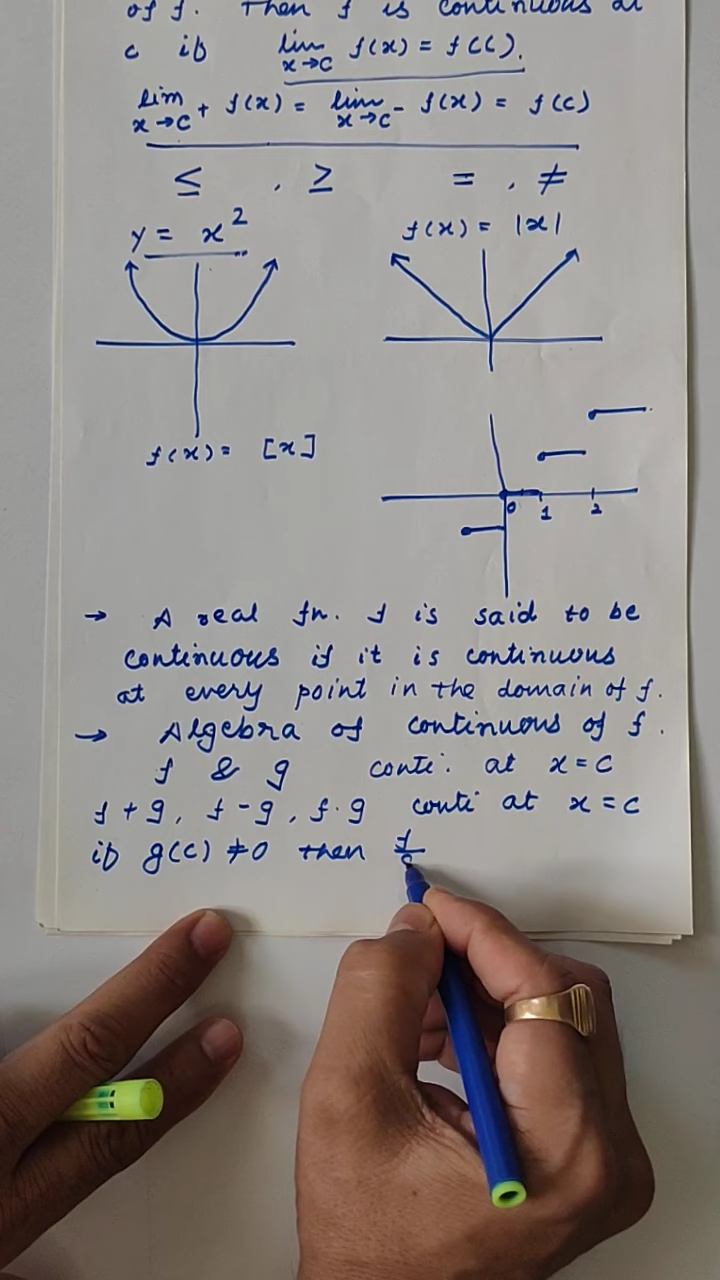 of f. Then f is continuous at
c if lim x→c f(x) = f(c).
lim x→c+ f(x) = lim x→c- f(x) = f(c)
≤ , ≥ = , ≠
y = x² f(x) = |x|
f(x) = [x]
0 1 2
→ A real fn. f is said to be
continuous if it is continuous
at every point in the domain of f.
→ Algebra of continuous of f.
f & g conti. at x=c
f+g, f-g, f·g conti at x=c
if g(c) ≠0 then f/g